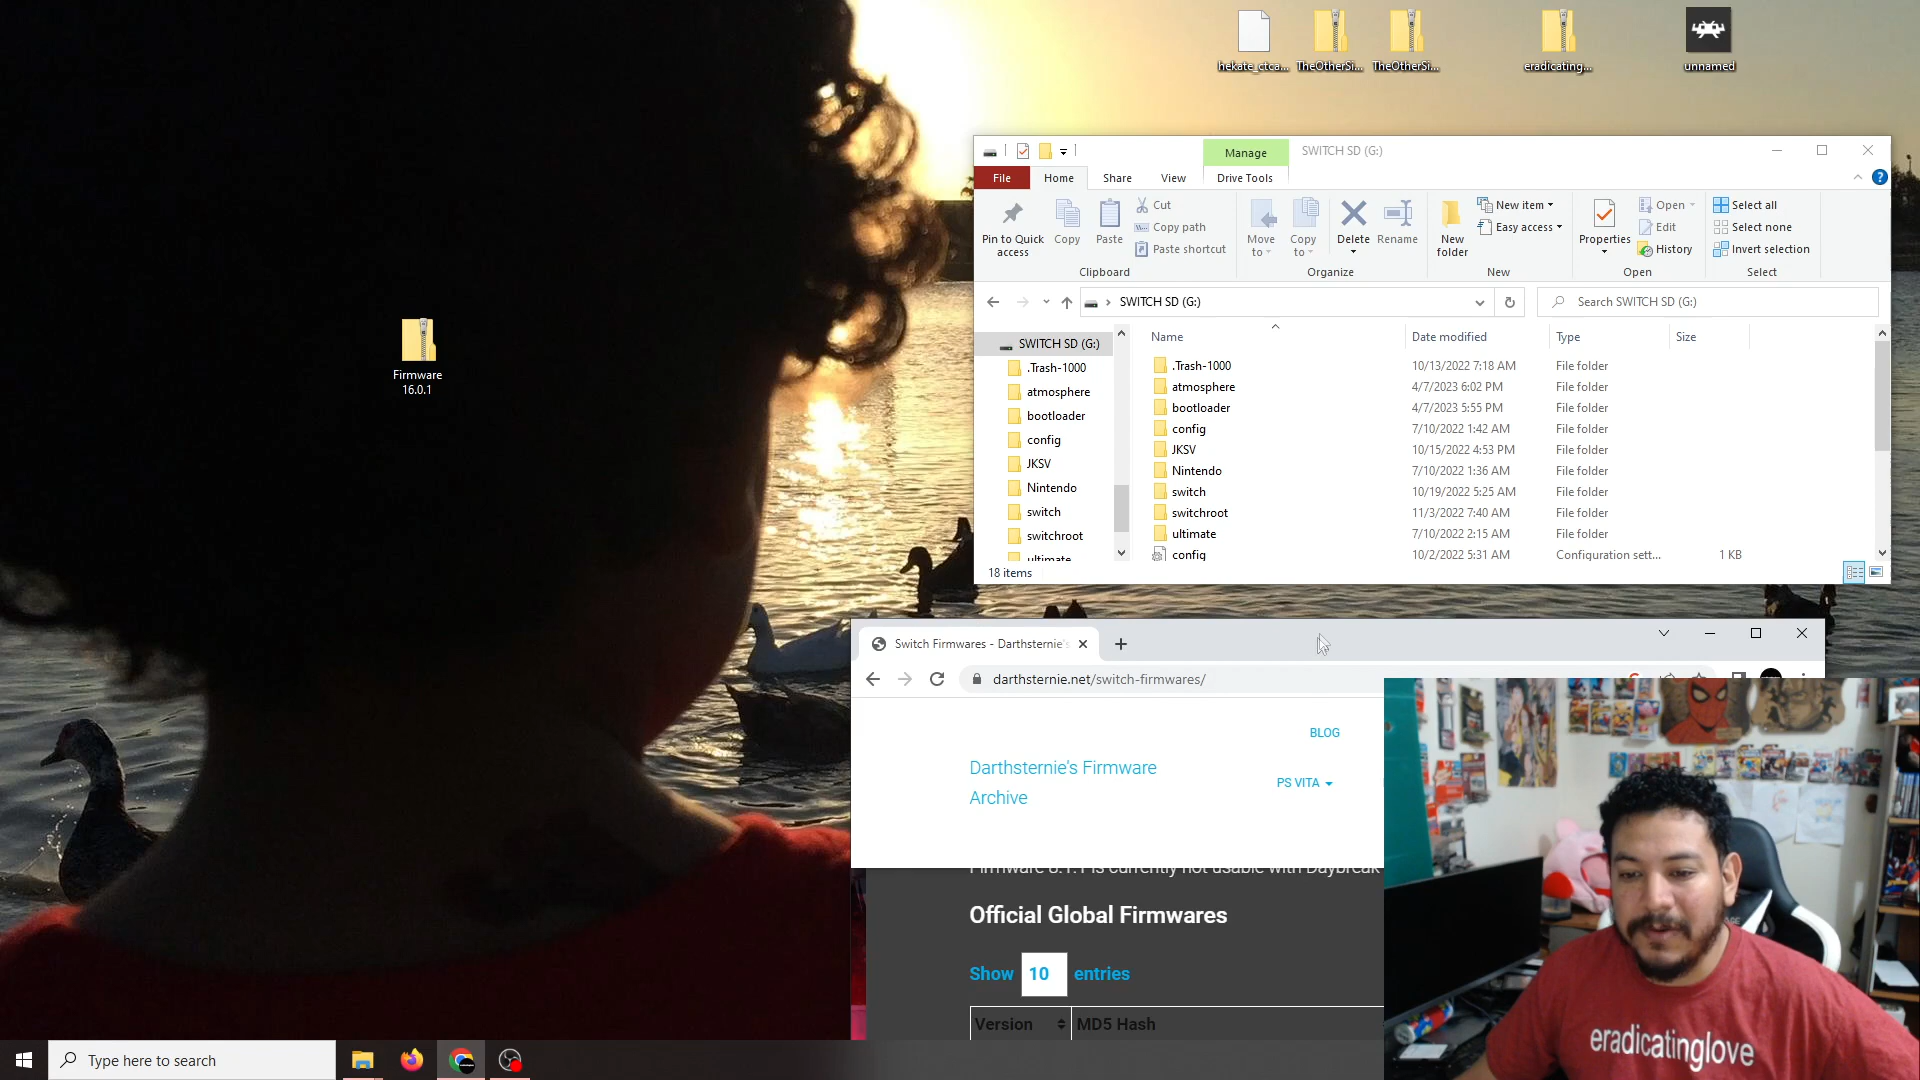 hekate_ctca...
TheOtherSi...
TheOtherSi...
eradicating...
unnamed
Firmware
16.0.1
Manage
SWITCH SD (G:)
File
Home
Share
View
Drive Tools
Pin to Quick
access
Copy
Paste
Cut
Copy path
Paste shortcut
Clipboard
Move
to
Copy
to
Delete
Rename
Organize
New
folder
New item
Easy access
New
Properties
Open
Edit
History
Open
Select all
Select none
Invert selection
Select
SWITCH SD (G:)
Search SWITCH SD (G:)
SWITCH SD (G:)
.Trash-1000
atmosphere
bootloader
config
JKSV
Nintendo
switch
switchroot
ultimate
Name Date modified Type Size
.Trash-1000 10/13/2022 7:18 AM File folder
atmosphere 4/7/2023 6:02 PM File folder
bootloader 4/7/2023 5:55 PM File folder
config 7/10/2022 1:42 AM File folder
JKSV 10/15/2022 4:53 PM File folder
Nintendo 7/10/2022 1:36 AM File folder
switch 10/19/2022 5:25 AM File folder
switchroot 11/3/2022 7:40 AM File folder
ultimate 7/10/2022 2:15 AM File folder
config 10/2/2022 5:31 AM Configuration sett... 1 KB
18 items
Switch Firmwares - Darthsternie's
darthsternie.net/switch-firmwares/
BLOG
Darthsternie's Firmware
Archive
PS VITA
is currently not usable with Daybreak
Official Global Firmwares
Show 10 entries
Version MD5 Hash
eradicatinglove
Type here to search